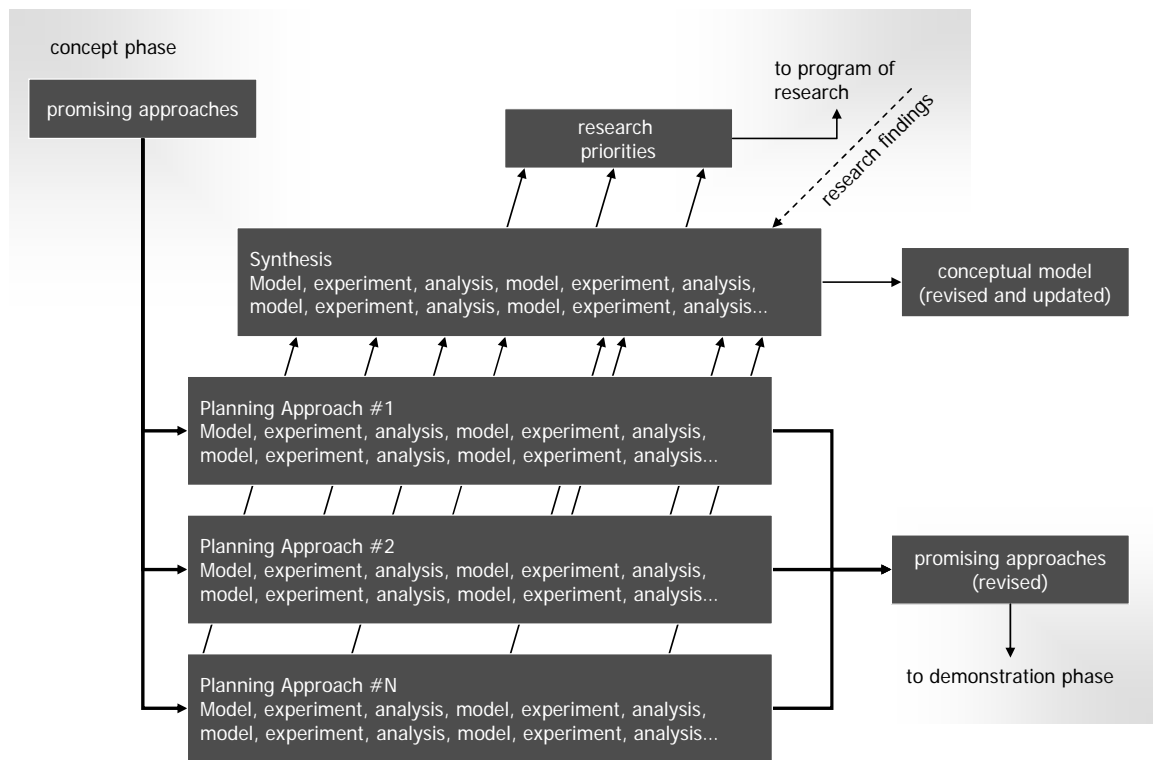 concept phase
promising approaches
to program of
research
research findings
research
priorities
Synthesis
Model, experiment, analysis, model, experiment, analysis,
model, experiment, analysis, model, experiment, analysis...
conceptual model
(revised and updated)
Planning Approach #1
Model, experiment, analysis, model, experiment, analysis,
model, experiment, analysis, model, experiment, analysis...
Planning Approach #2
Model, experiment, analysis, model, experiment, analysis,
model, experiment, analysis, model, experiment, analysis...
promising approaches
(revised)
to demonstration phase
Planning Approach #N
Model, experiment, analysis, model, experiment, analysis,
model, experiment, analysis, model, experiment, analysis...